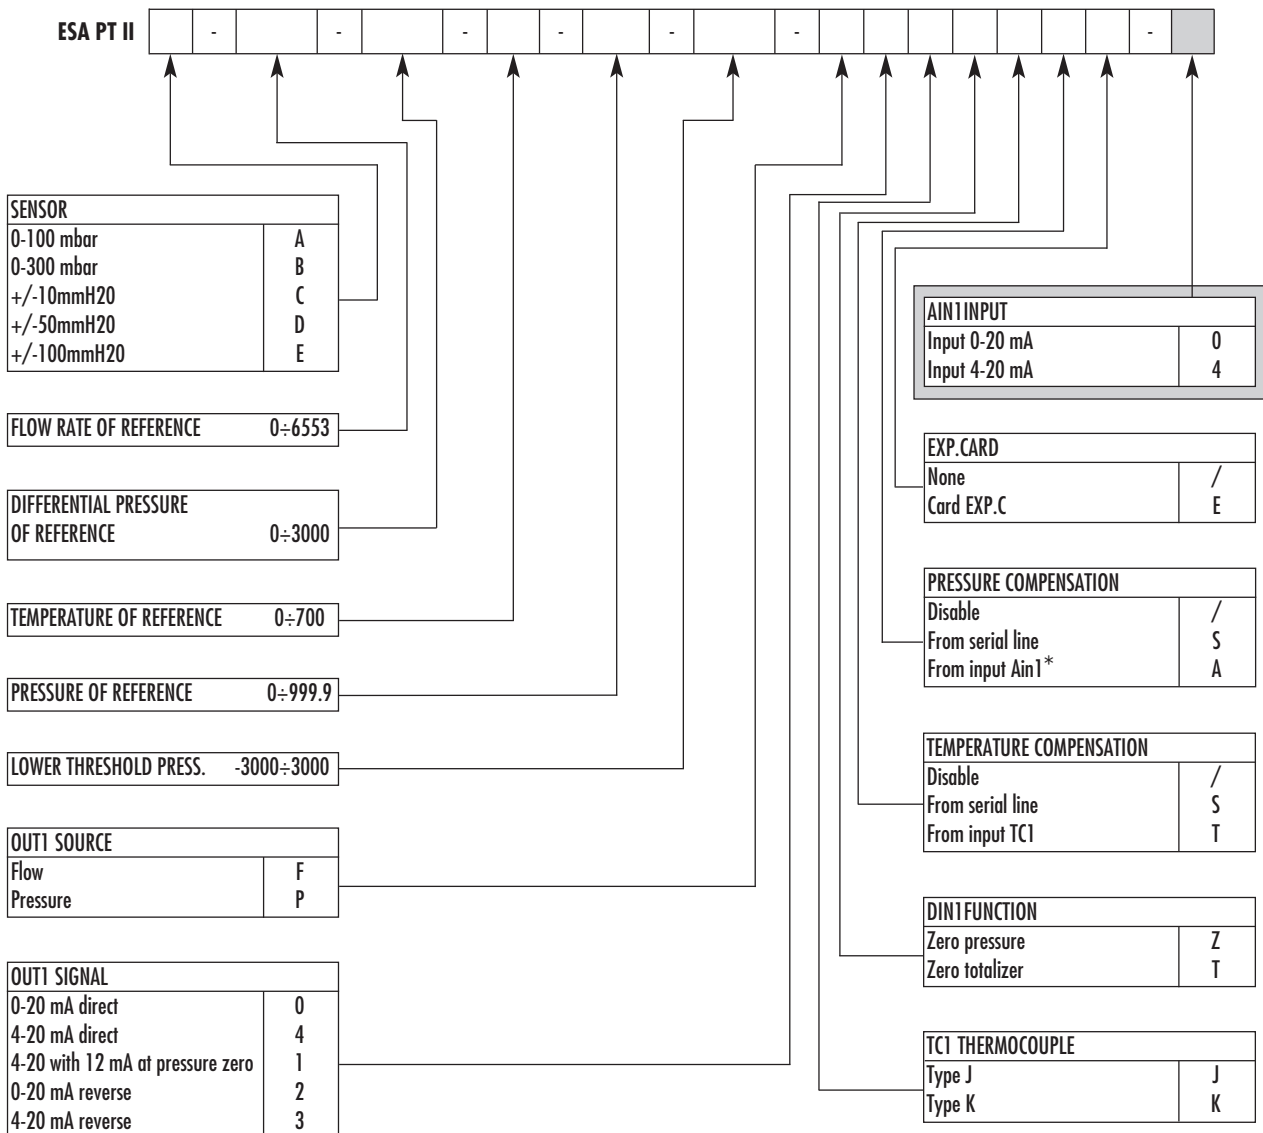 ESA PT II - - - - - - -
SENSOR
0-100 mbar A
0-300 mbar B
+/-10mmH20 C
+/-50mmH20 D
+/-100mmH20 E
FLOW RATE OF REFERENCE 0÷6553
DIFFERENTIAL PRESSURE
OF REFERENCE 0÷3000
TEMPERATURE OF REFERENCE 0÷700
PRESSURE OF REFERENCE 0÷999.9
LOWER THRESHOLD PRESS. -3000÷3000
OUT1 SOURCE
Flow F
Pressure P
OUT1 SIGNAL
0-20 mA direct 0
4-20 mA direct 4
4-20 with 12 mA at pressure zero 1
0-20 mA reverse 2
4-20 mA reverse 3
AIN1INPUT
Input 0-20 mA 0
Input 4-20 mA 4
EXP.CARD
None /
Card EXP.C E
PRESSURE COMPENSATION
Disable /
From serial line S
From input Ain1* A
TEMPERATURE COMPENSATION
Disable /
From serial line S
From input TC1 T
DIN1FUNCTION
Zero pressure Z
Zero totalizer T
TC1 THERMOCOUPLE
Type J J
Type K K